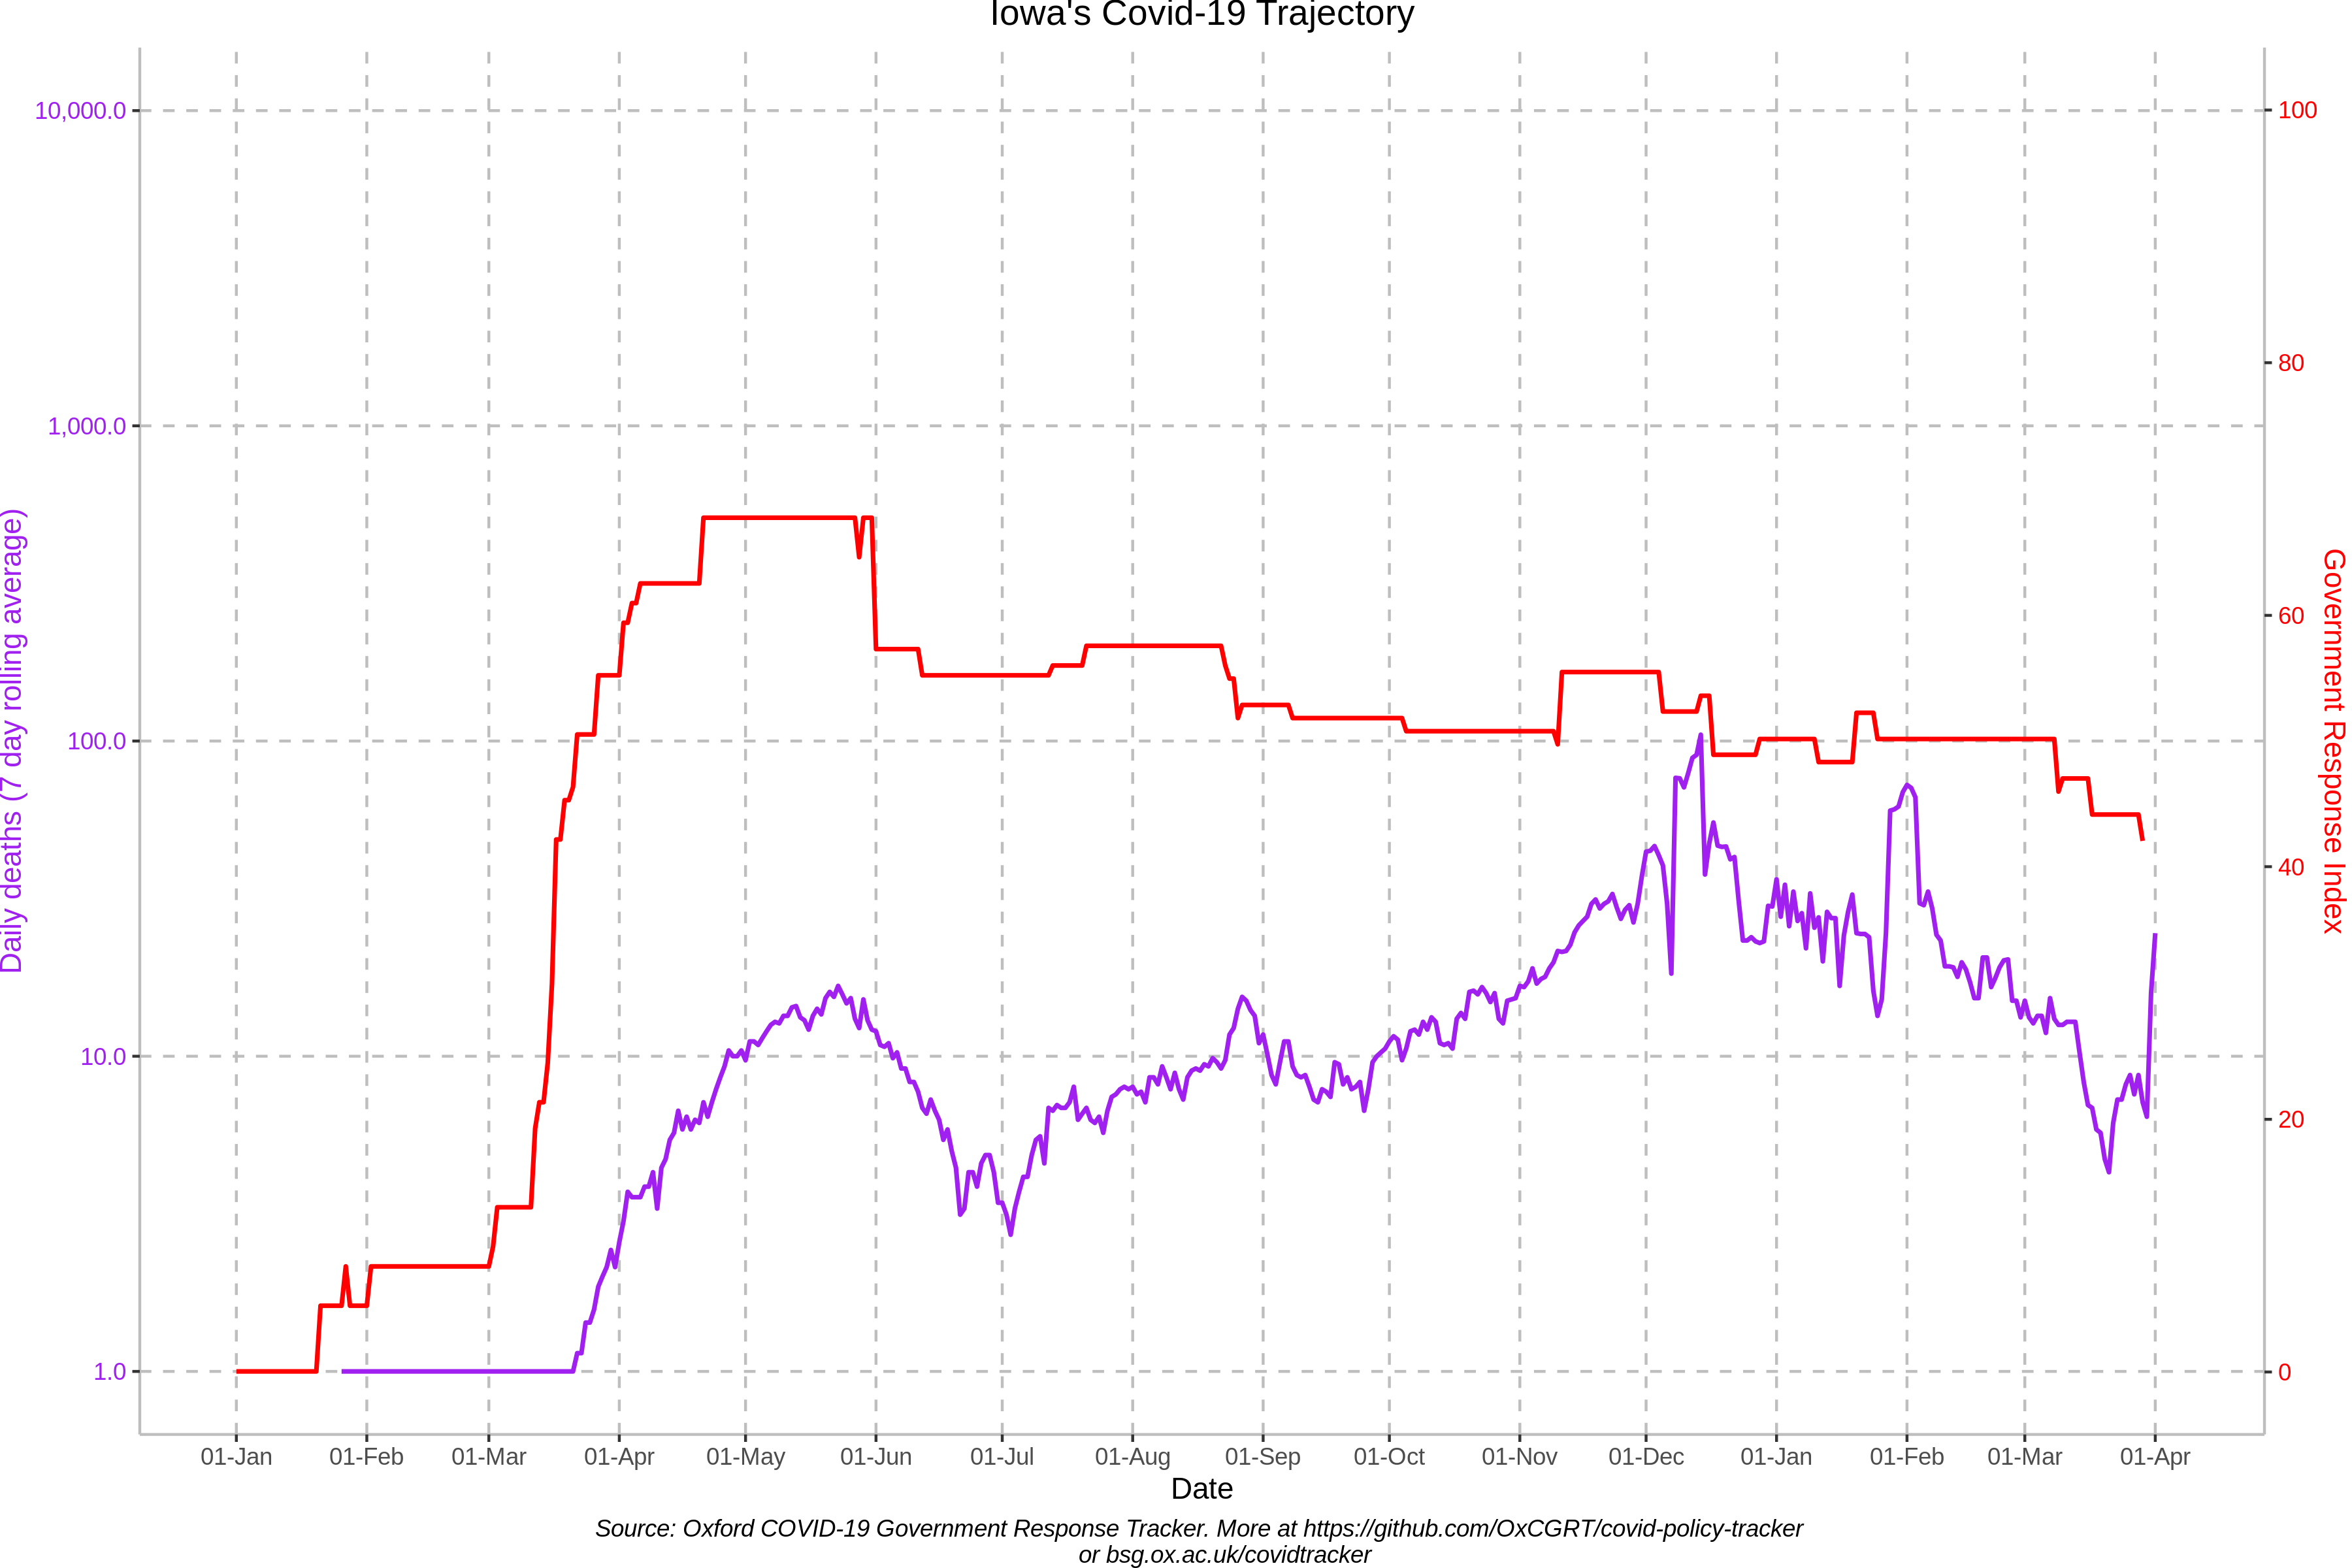 Iowa's Covid-19 Trajectory
10,000.0
1,000.0
100.0
10.0
1.0
Daily deaths (7 day rolling average)
100
80
60
40
20
0
Government Response Index
01-Jan 01-Feb 01-Mar 01-Apr 01-May 01-Jun 01-Jul 01-Aug 01-Sep 01-Oct 01-Nov 01-Dec 01-Jan 01-Feb 01-Mar 01-Apr
Date
Source: Oxford COVID-19 Government Response Tracker. More at https://github.com/OxCGRT/covid-policy-tracker
or bsg.ox.ac.uk/covidtracker